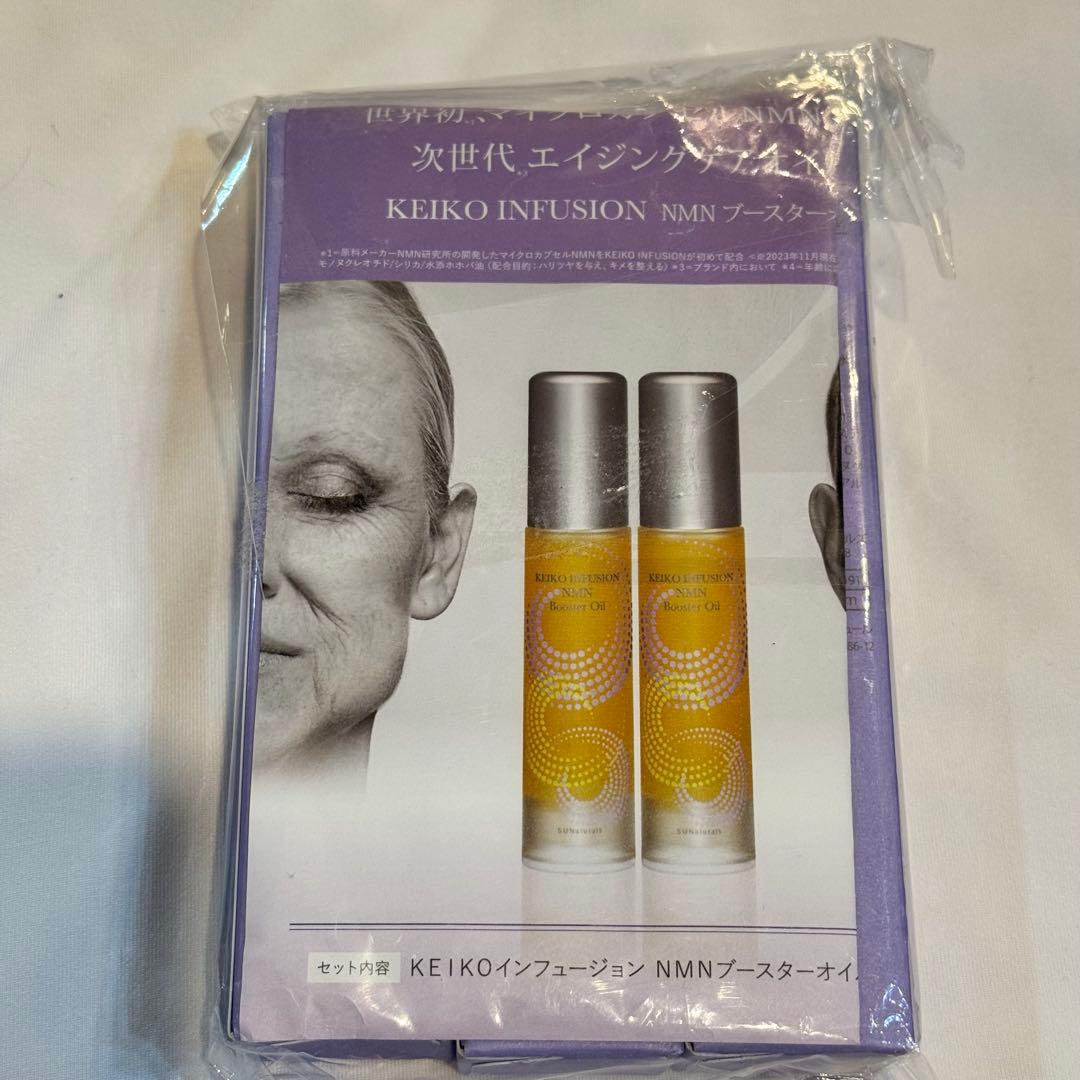 世界初、マイクロカプセルNMN
次世代 エイジングケアオイ
KEIKO INFUSION NMN ブースターオ
*1=原料メーカーNMN研究所の開発したマイクロカプセルNMNをKEIKO INFUSIONが初めて配合 <※2023年11月現在
モノヌクレオチド/シリカ/水添ホホバ油 (配合目的:ハリツヤを与え、キメを整える) *3=ブランド内において *4=年齢に
KEIKO INFUSION
NMN
Booster Oil
SUNaturals
KEIKO INFUSION
NMN
Booster Oil
SUNaturals
ュール
86-12
セット内容 KEIKOインフュージョン NMNブースターオイ